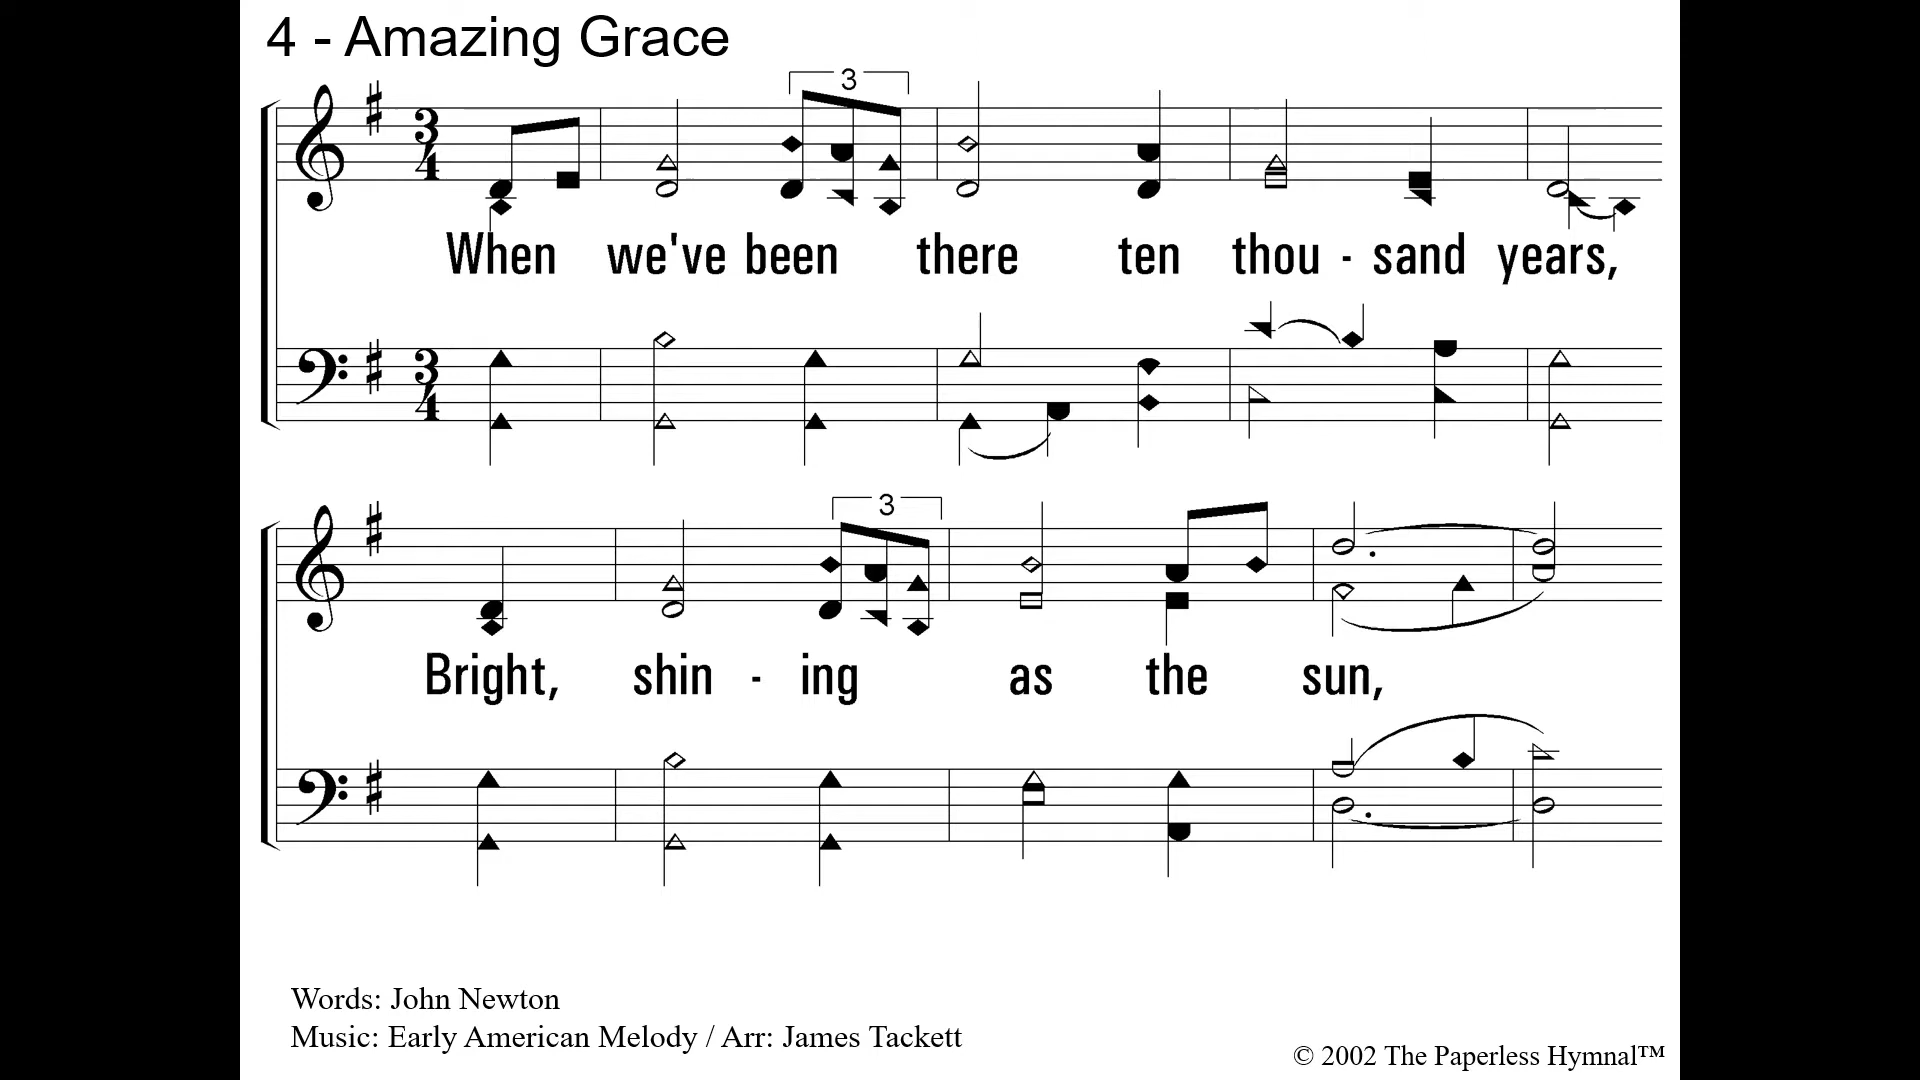 4 - Amazing Grace
3
3
4
When we've been there ten thou - sand years,
3
4
3
Bright, shin - ing as the sun,
Words: John Newton
Music: Early American Melody / Arr: James Tackett
© 2002 The Paperless Hymnal™